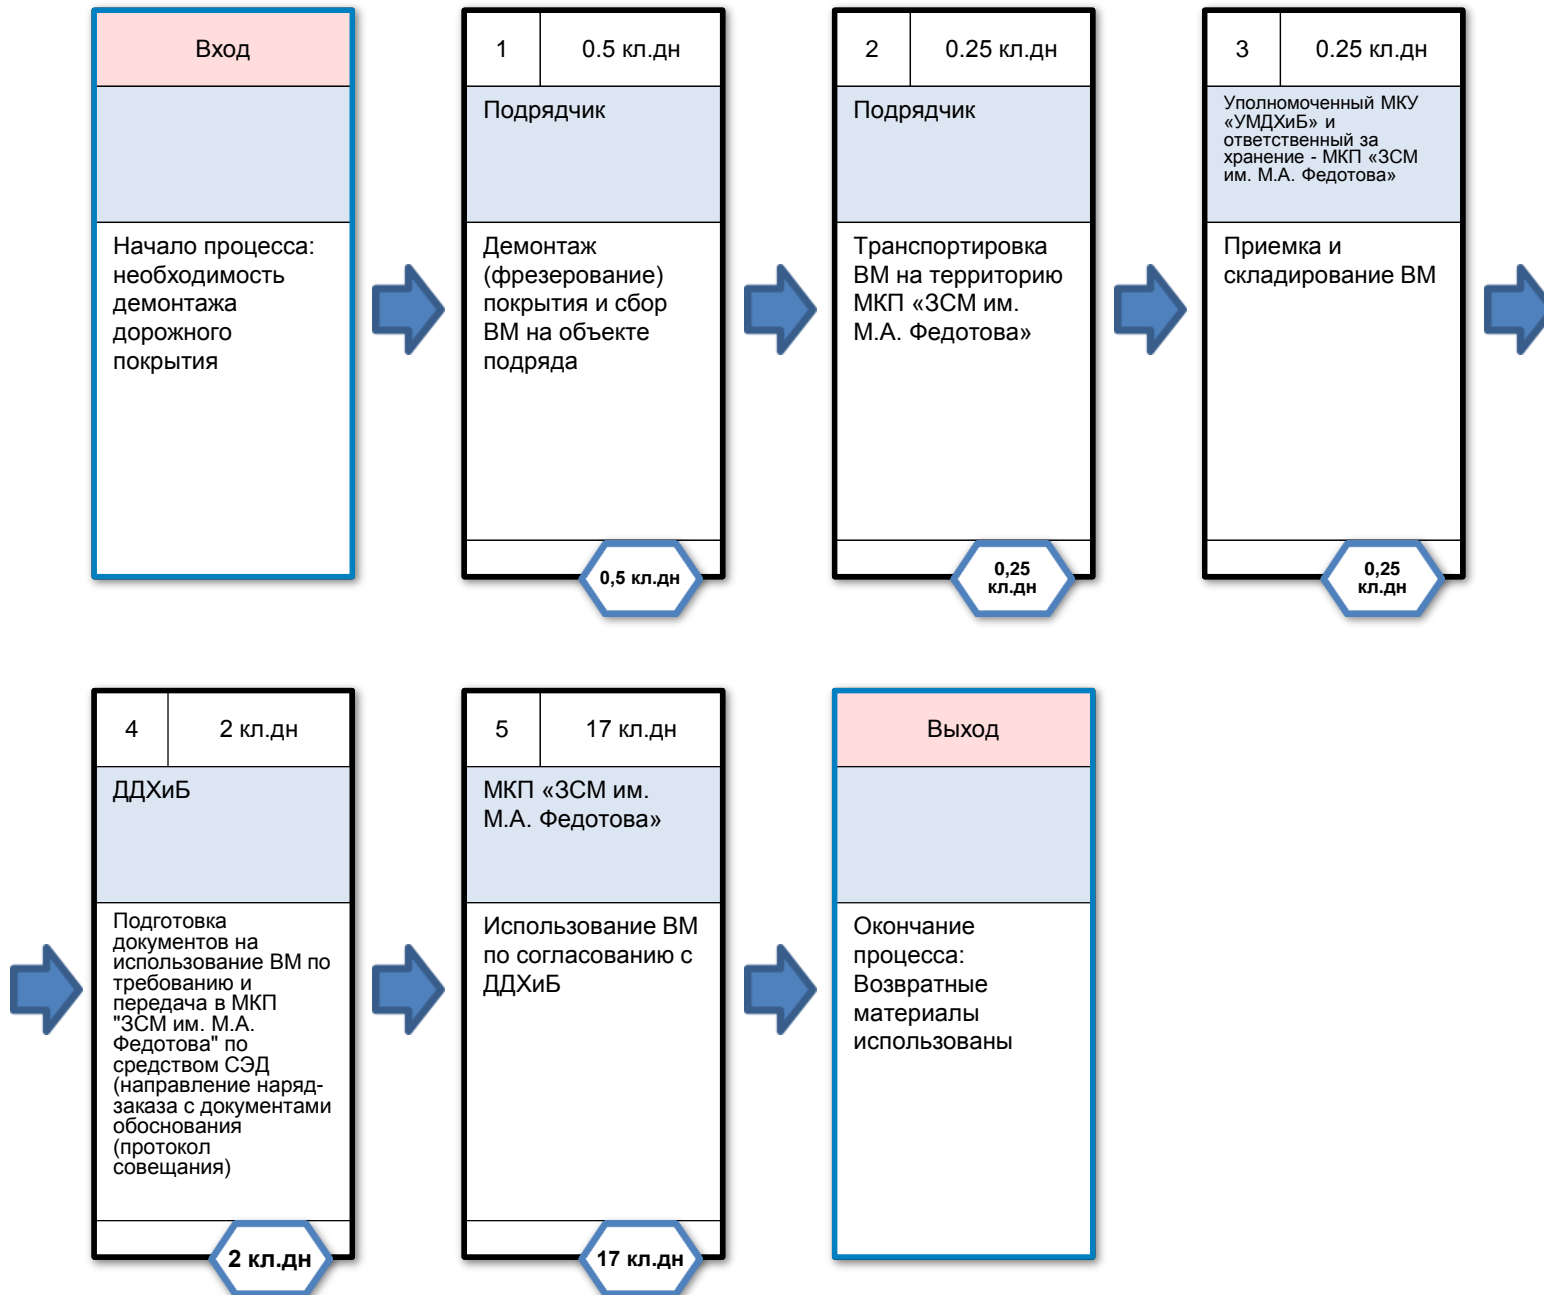 Вход
Начало процесса:
необходимость
демонтажа
дорожного
покрытия
1
0.5 кл.дн
Подрядчик
Демонтаж
(фрезерование)
покрытия и сбор
ВМ на объекте
подряда
0,5 кл.дн
2
0.25 кл.дн
Подрядчик
Транспортировка
ВМ на территорию
МКП «ЗСМ им.
М.А. Федотова»
0,25
кл.дн
3
0.25 кл.дн
Уполномоченный МКУ
«УМДХиБ» и
ответственный за
хранение - МКП «ЗСМ
им. М.А. Федотова»
Приемка и
складирование ВМ
0,25
кл.дн
4
2 кл.дн
ДДХиБ
Подготовка
документов на
использование ВМ по
требованию и
передача в МКП
"ЗСМ им. М.А.
Федотова" по
средством СЭД
(направление наряд-
заказа с документами
обоснования
(протокол
совещания)
2 кл.дн
5
17 кл.дн
МКП «ЗСМ им.
М.А. Федотова»
Использование ВМ
по согласованию с
ДДХиБ
17 кл.дн
Выход
Окончание
процесса:
Возвратные
материалы
использованы